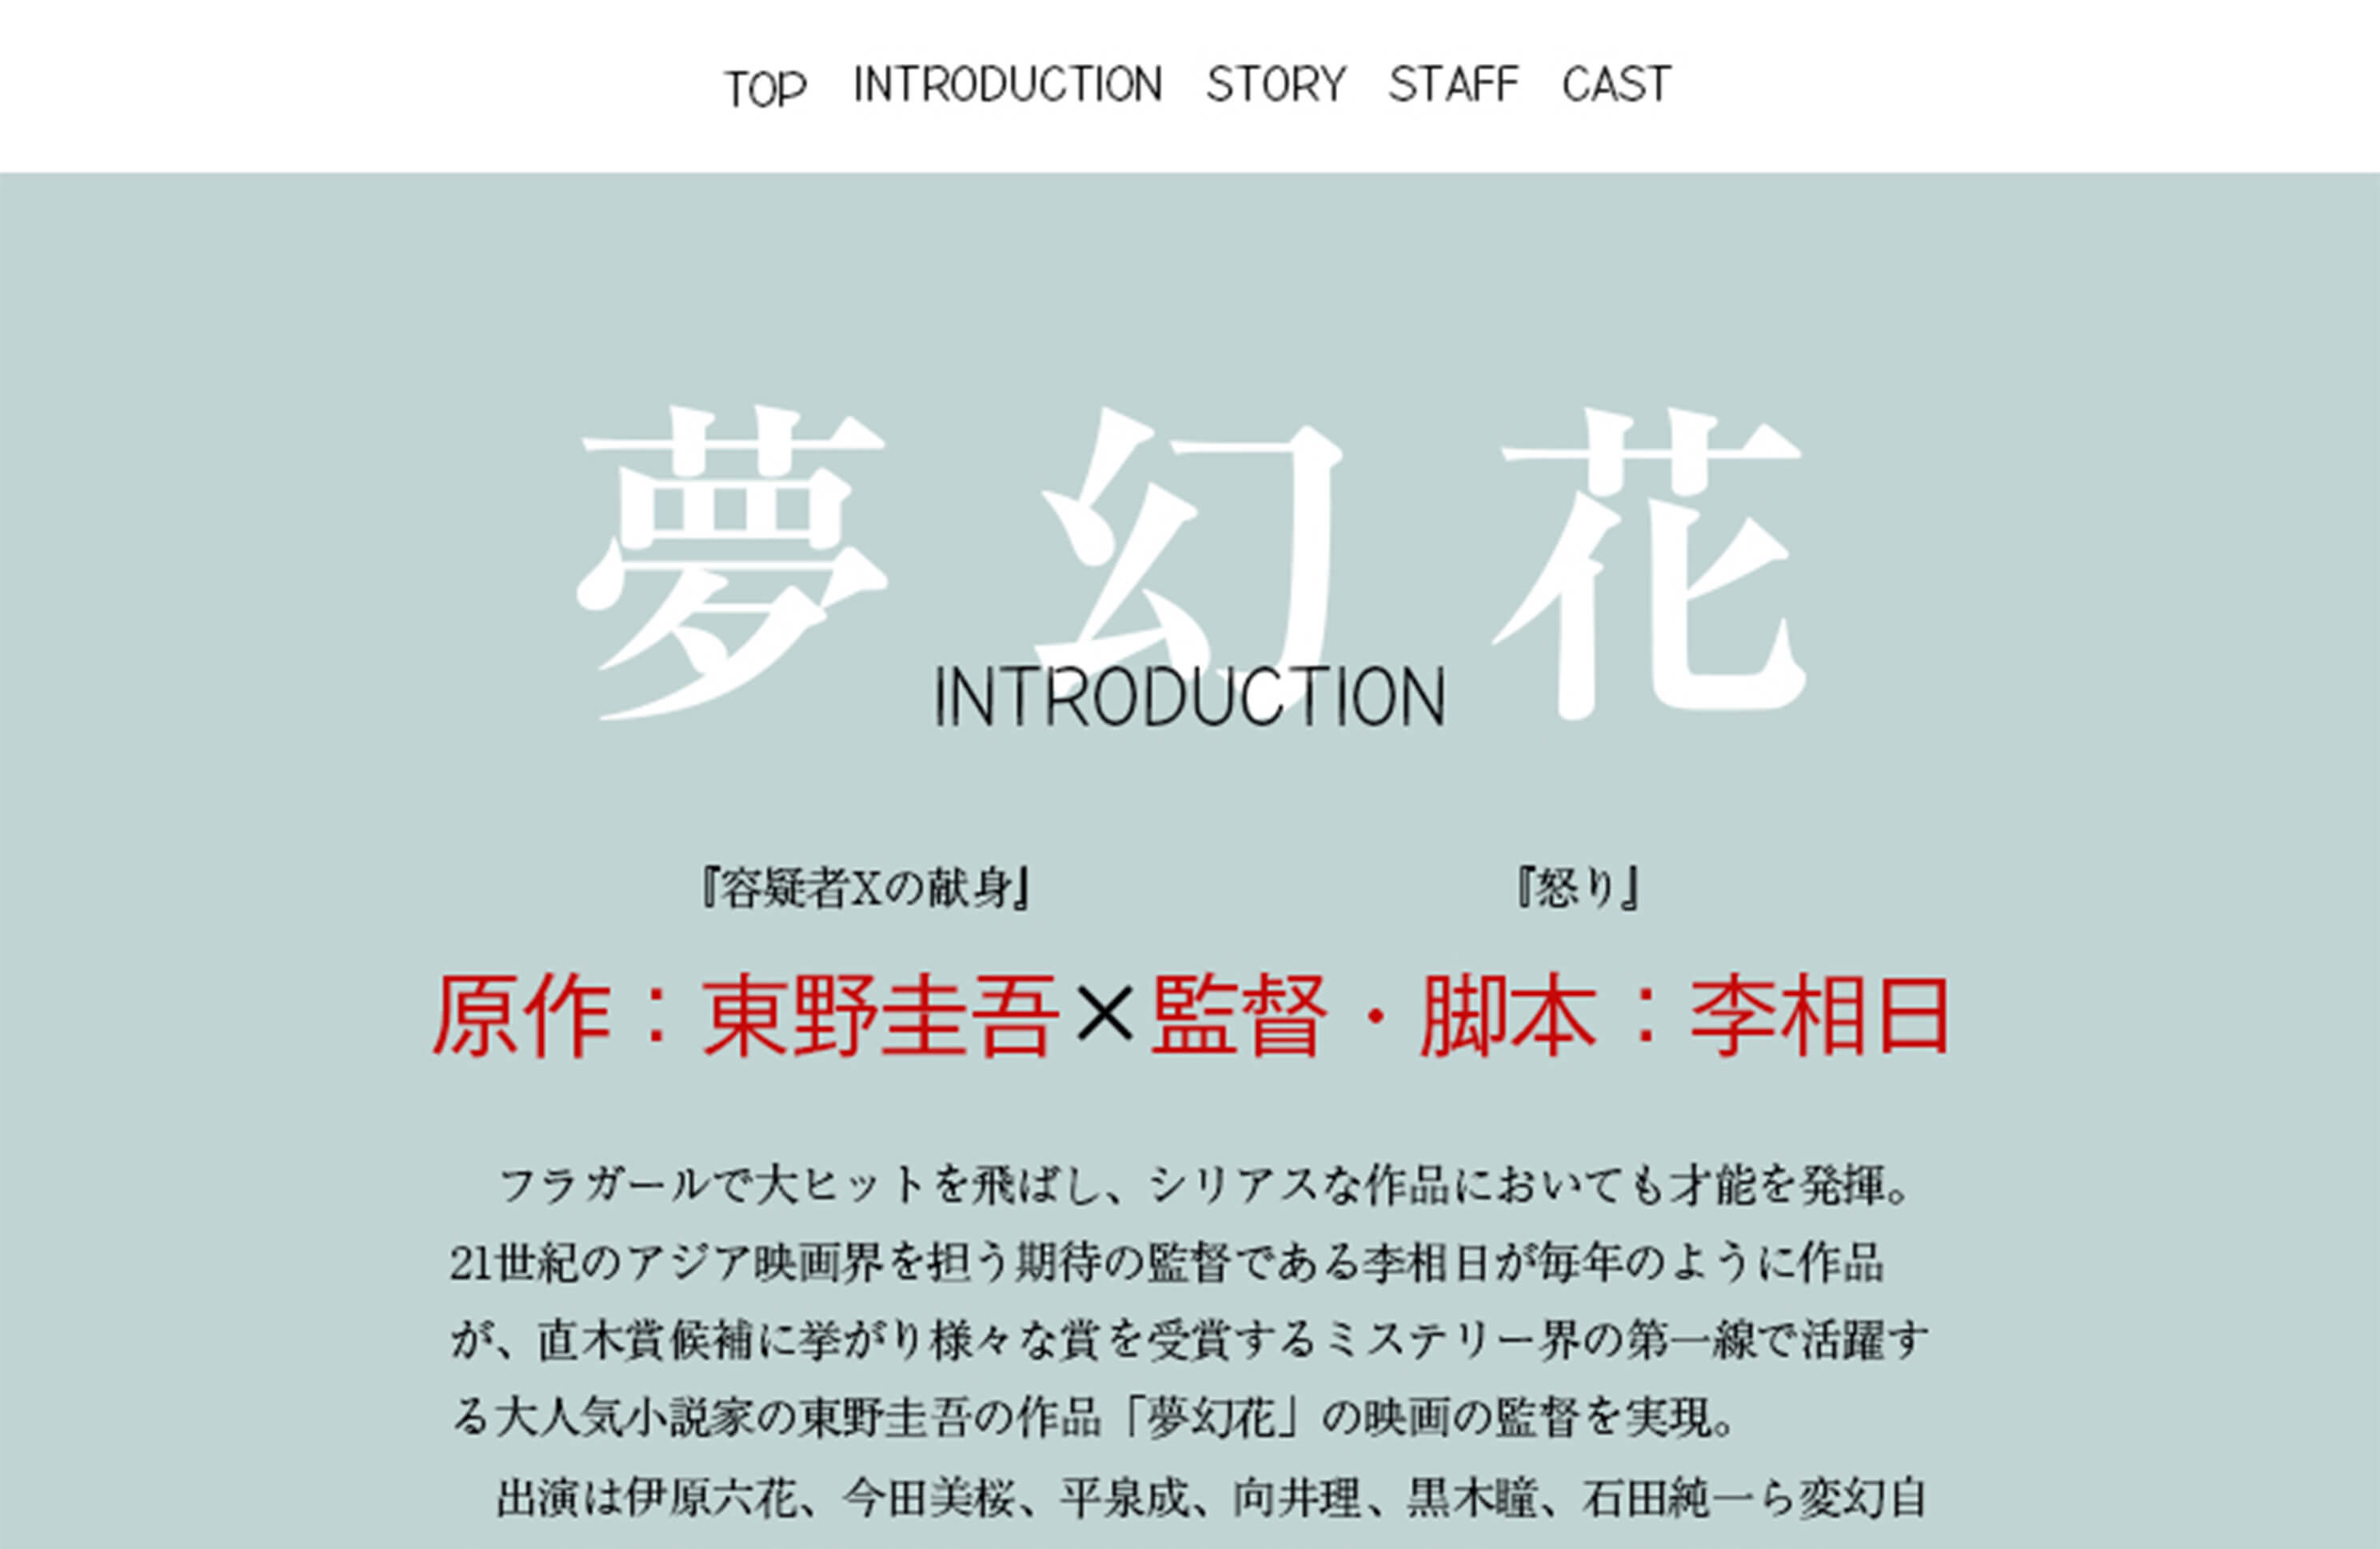 TOP INTRODUCTION STORY STAFF CAST
夢幻花
INTRODUCTION
『容疑者Xの献身』 『怒り』
原作：東野圭吾×監督・脚本：李相日
フラガールで大ヒットを飛ばし、シリアスな作品においても才能を発揮。
21世紀のアジア映画界を担う期待の監督である李相日が毎年のように作品
が、直木賞候補に挙がり様々な賞を受賞するミステリー界の第一線で活躍す
る大人気小説家の東野圭吾の作品「夢幻花」の映画の監督を実現。
出演は伊原六花、今田美桜、平泉成、向井理、黒木瞳、石田純一ら変幻自